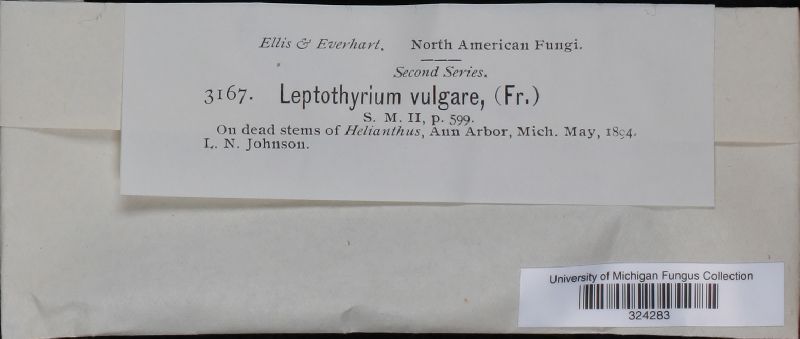 Ellis & Everhart. North American Fungi.
Second Series.
3167. Leptothyrium vulgare, (Fr.)
S. M. II, p. 599.
On dead stems of Helianthus, Ann Arbor, Mich. May, 1894.
L. N. Johnson.
University of Michigan Fungus Collection
324283